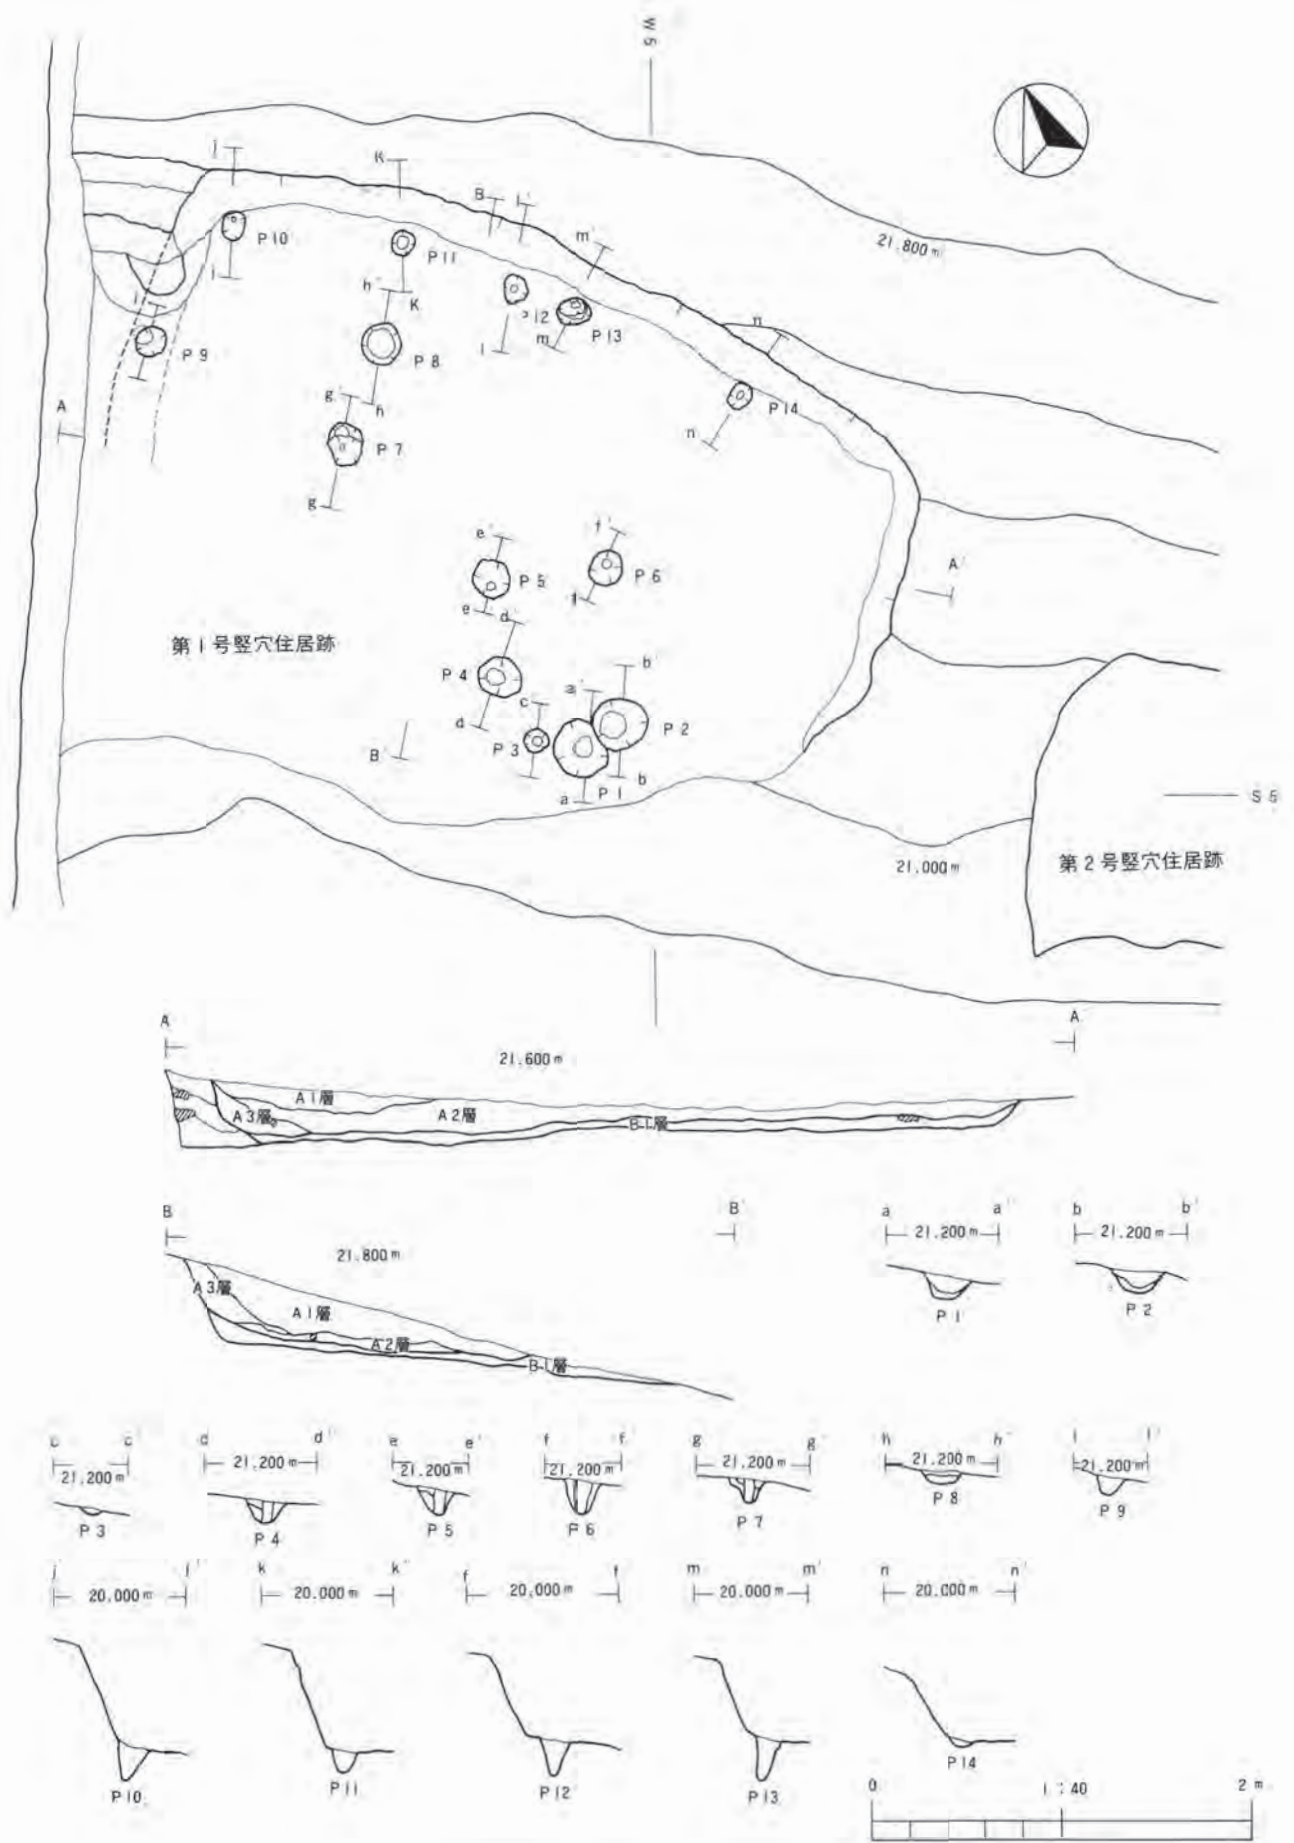 W5
j K B l' m'
21.800m
P10 P11 P12 P13
j K l m
h' h P8
P9
A
g' g P7
n' n P14
e' e P5
f' f P6
A'
第1号竪穴住居跡
d' d P4
b' b P2
c' P3
a' a P1
B'
S5
21.000m
第2号竪穴住居跡
A A
21.600m
A1層
A3層
A2層
B-1層
B B'
21.800m
A3層
A1層
A2層
B-1層
a a' b b'
21.200m 21.200m
P1 P2
c c' d d' e e' f f' g g' h h' i i'
21.200m 21.200m 21.200m 21.200m 21.200m 21.200m 21.200m
P3 P4 P5 P6 P7 P8 P9
j k k' m m' n n'
20.000m 20.000m 20.000m 20.000m 20.000m
P10 P11 P12 P13 P14
0 1:40 2m